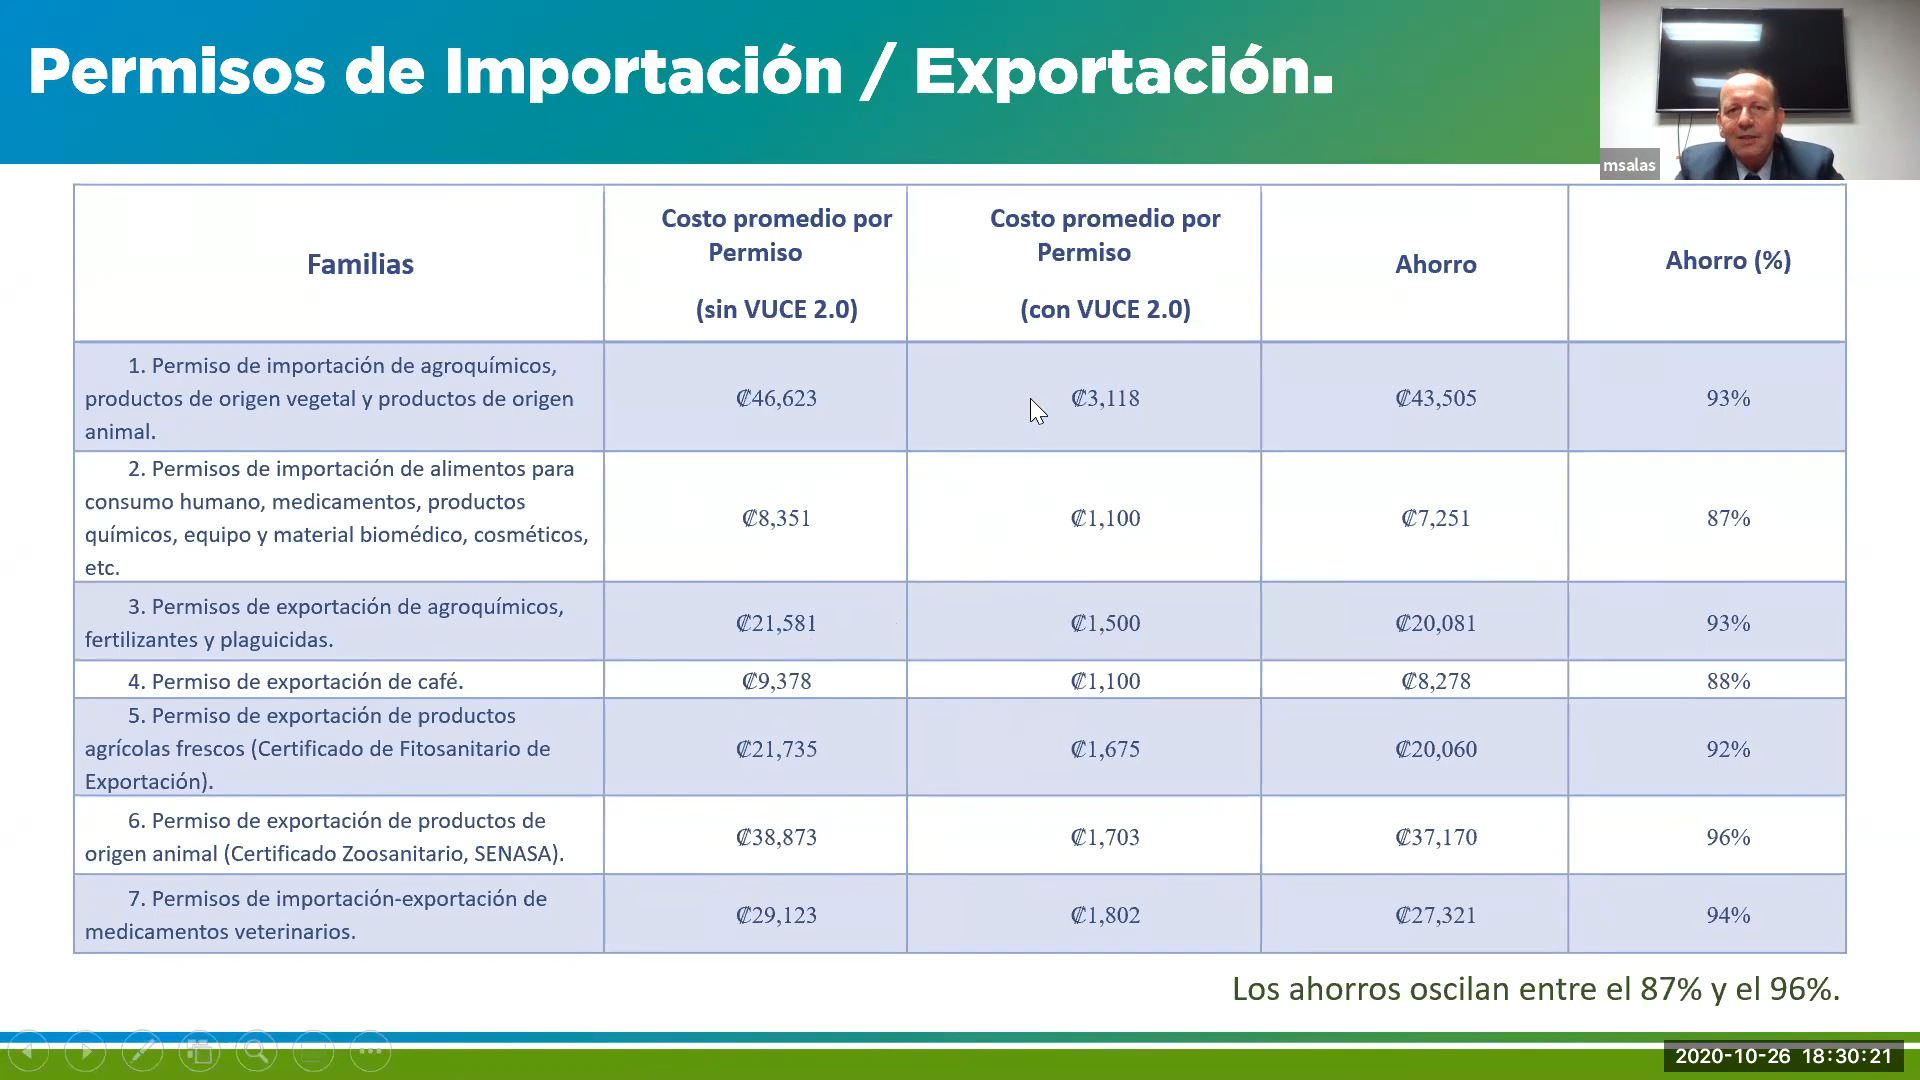 Permisos de Importación / Exportación.
msalas
Familias
Costo promedio por
Permiso
(sin VUCE 2.0)
Costo promedio por
Permiso
(con VUCE 2.0)
Ahorro
Ahorro (%)
1. Permiso de importación de agroquímicos,
productos de origen vegetal y productos de origen
animal.
₡46,623
₡3,118
₡43,505
93%
2. Permisos de importación de alimentos para
consumo humano, medicamentos, productos
químicos, equipo y material biomédico, cosméticos,
etc.
₡8,351
₡1,100
₡7,251
87%
3. Permisos de exportación de agroquímicos,
fertilizantes y plaguicidas.
₡21,581
₡1,500
₡20,081
93%
4. Permiso de exportación de café.
₡9,378
₡1,100
₡8,278
88%
5. Permiso de exportación de productos
agrícolas frescos (Certificado de Fitosanitario de
Exportación).
₡21,735
₡1,675
₡20,060
92%
6. Permiso de exportación de productos de
origen animal (Certificado Zoosanitario, SENASA).
₡38,873
₡1,703
₡37,170
96%
7. Permisos de importación-exportación de
medicamentos veterinarios.
₡29,123
₡1,802
₡27,321
94%
Los ahorros oscilan entre el 87% y el 96%.
2020-10-26 18:30:21